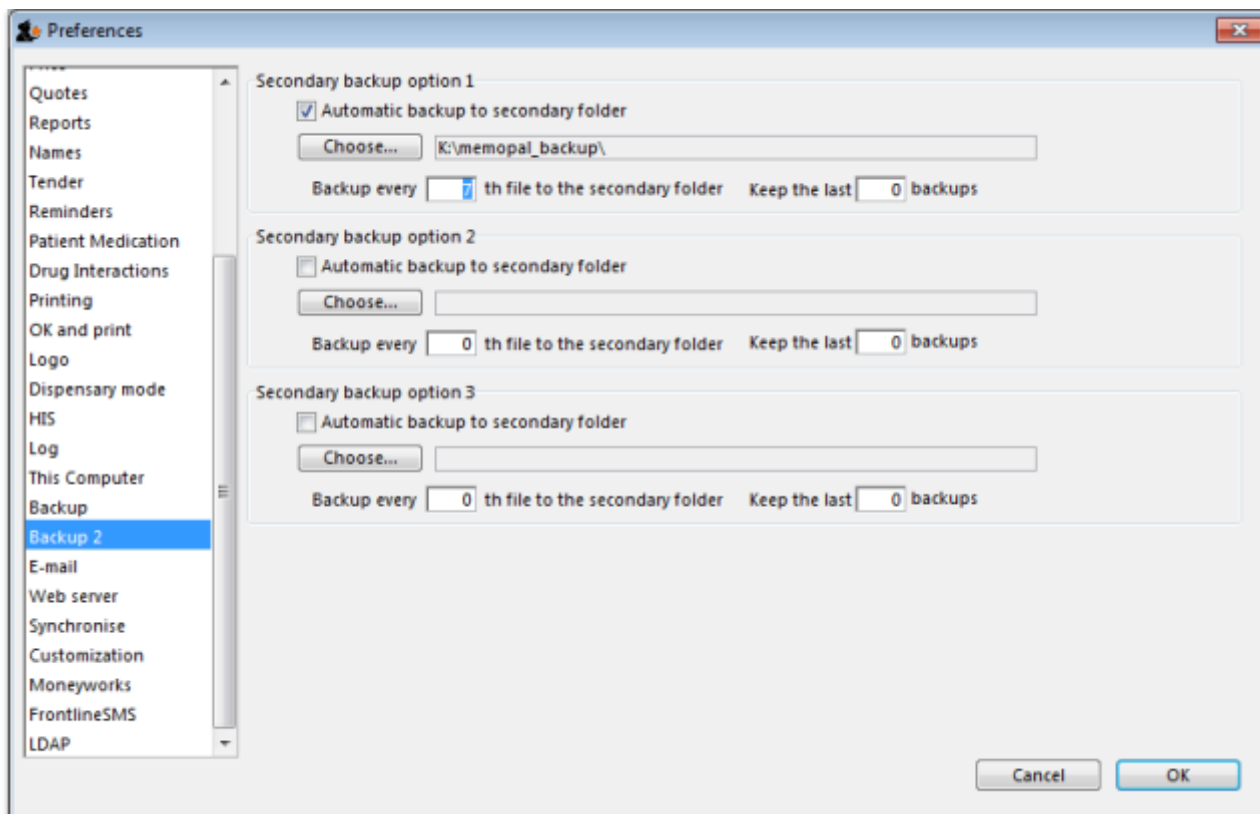 Preferences
Quotes
Reports
Names
Tender
Reminders
Patient Medication
Drug Interactions
Printing
OK and print
Logo
Dispensary mode
HIS
Log
This Computer
Backup
Backup 2
E-mail
Web server
Synchronise
Customization
Moneyworks
FrontlineSMS
LDAP
Secondary backup option 1
Automatic backup to secondary folder
Choose... K:\memopal_backup\
Backup every 7 th file to the secondary folder Keep the last 0 backups
Secondary backup option 2
Automatic backup to secondary folder
Choose...
Backup every 0 th file to the secondary folder Keep the last 0 backups
Secondary backup option 3
Automatic backup to secondary folder
Choose...
Backup every 0 th file to the secondary folder Keep the last 0 backups
Cancel OK